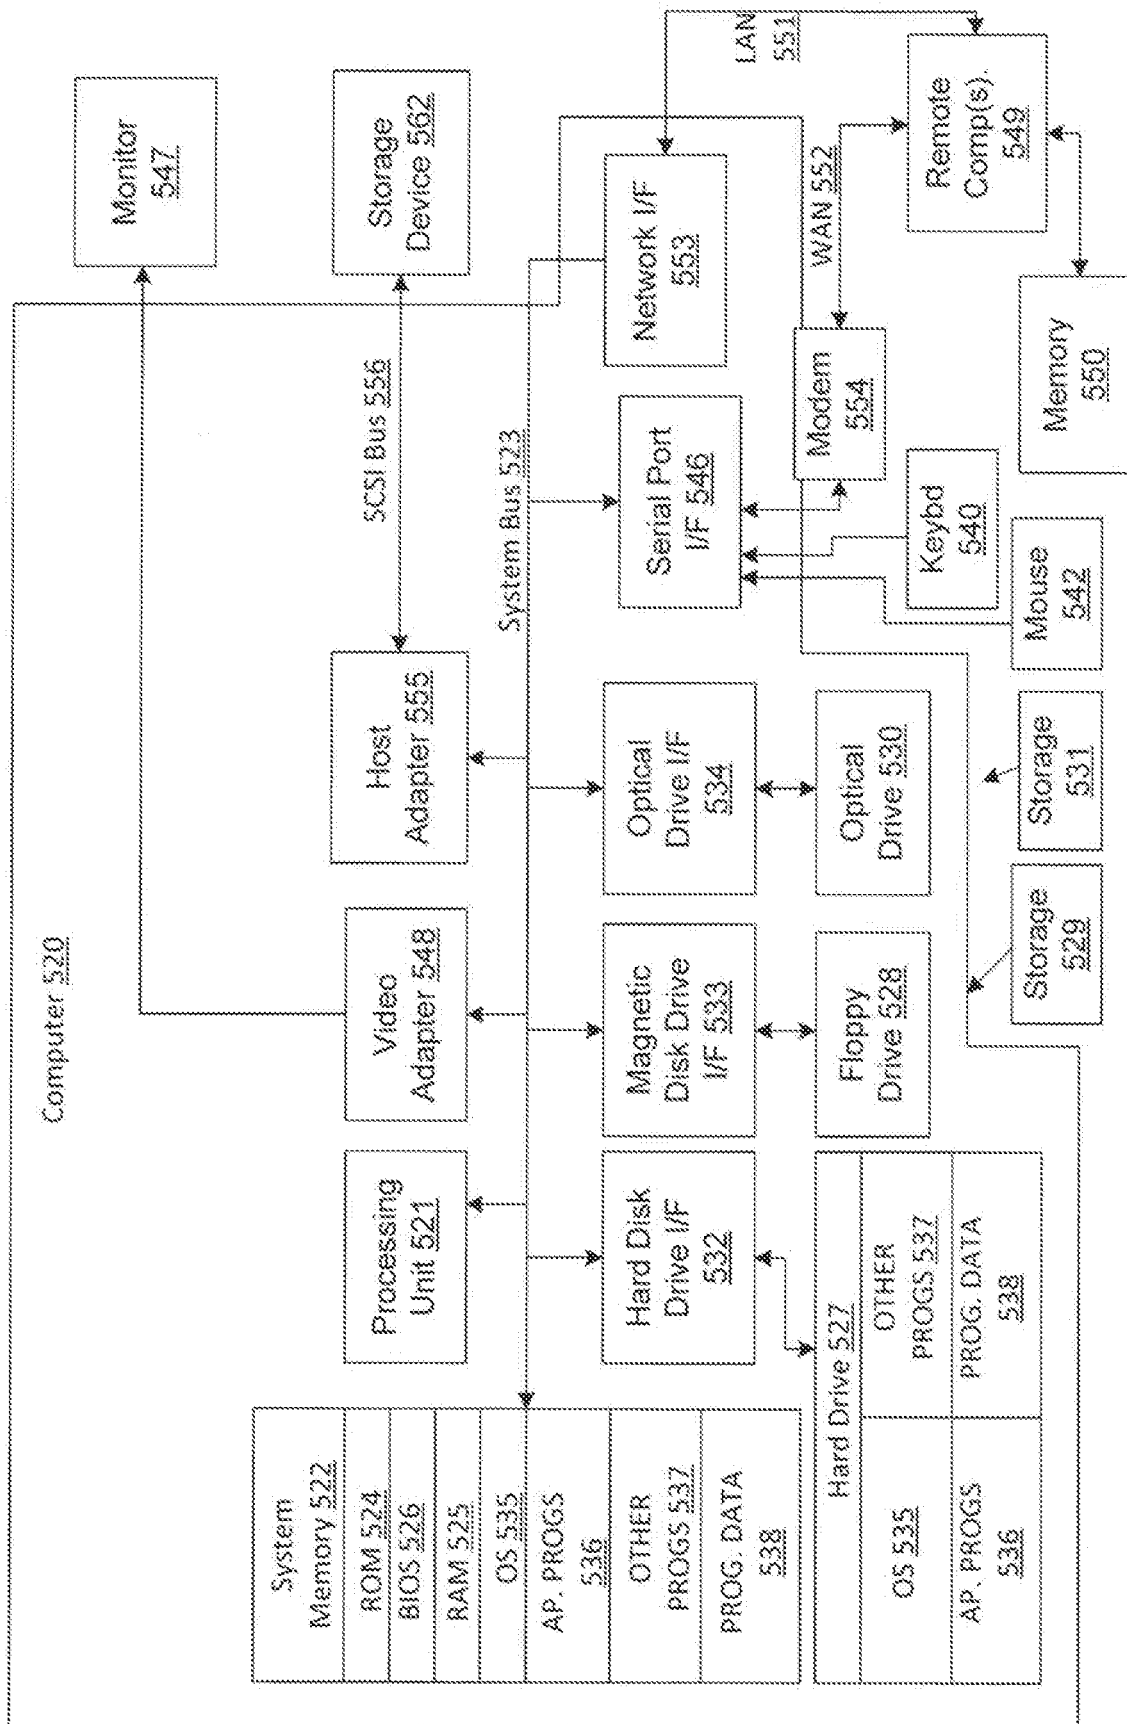 Computer 520
Monitor
547
Storage
Device 562
SCSI Bus 556
System Bus 523
System
Memory 522
ROM 524
BIOS 526
RAM 525
OS 535
AP. PROGS
536
OTHER
PROGS 537
PROG. DATA
538
Processing
Unit 521
Video
Adapter 548
Host
Adapter 555
Hard Disk
Drive I/F
532
Magnetic
Disk Drive
I/F 533
Optical
Drive I/F
534
Serial Port
I/F 546
Network I/F
553
Hard Drive 527
OS 535
OTHER
PROGS 537
AP. PROGS
536
PROG. DATA
538
Floppy
Drive 528
Optical
Drive 530
Modem
554
WAN 552
LAN
551
Storage
529
Storage
531
Mouse
542
Keybd
540
Memory
550
Remote
Comp(s).
549